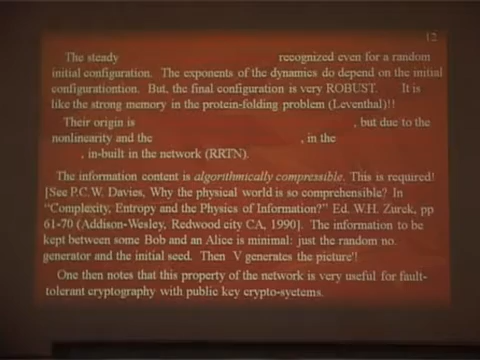 12
The steady recognized even for a random
initial configuration. The exponents of the dynamics do depend on the initial
configurationtion. But, the final configuration is very ROBUST. It is
like the strong memory in the protein-folding problem (Leventhal)!!
Their origin is , but due to the
nonlinearity and the , in the
, in-built in the network (RRTN).
The information content is algorithmically compressible. This is required!
[See P.C.W. Davies, Why the physical world is so comprehensible? In
"Complexity, Entropy and the Physics of Information?" Ed. W.H. Zurek, pp
61-70 (Addison-Wesley, Redwood city CA, 1990]. The information to be
kept between some Bob and an Alice is minimal: just the random no.
generator and the initial seed. Then V generates the picture'!
One then notes that this property of the network is very useful for fault-
tolerant cryptography with public key crypto-systems.